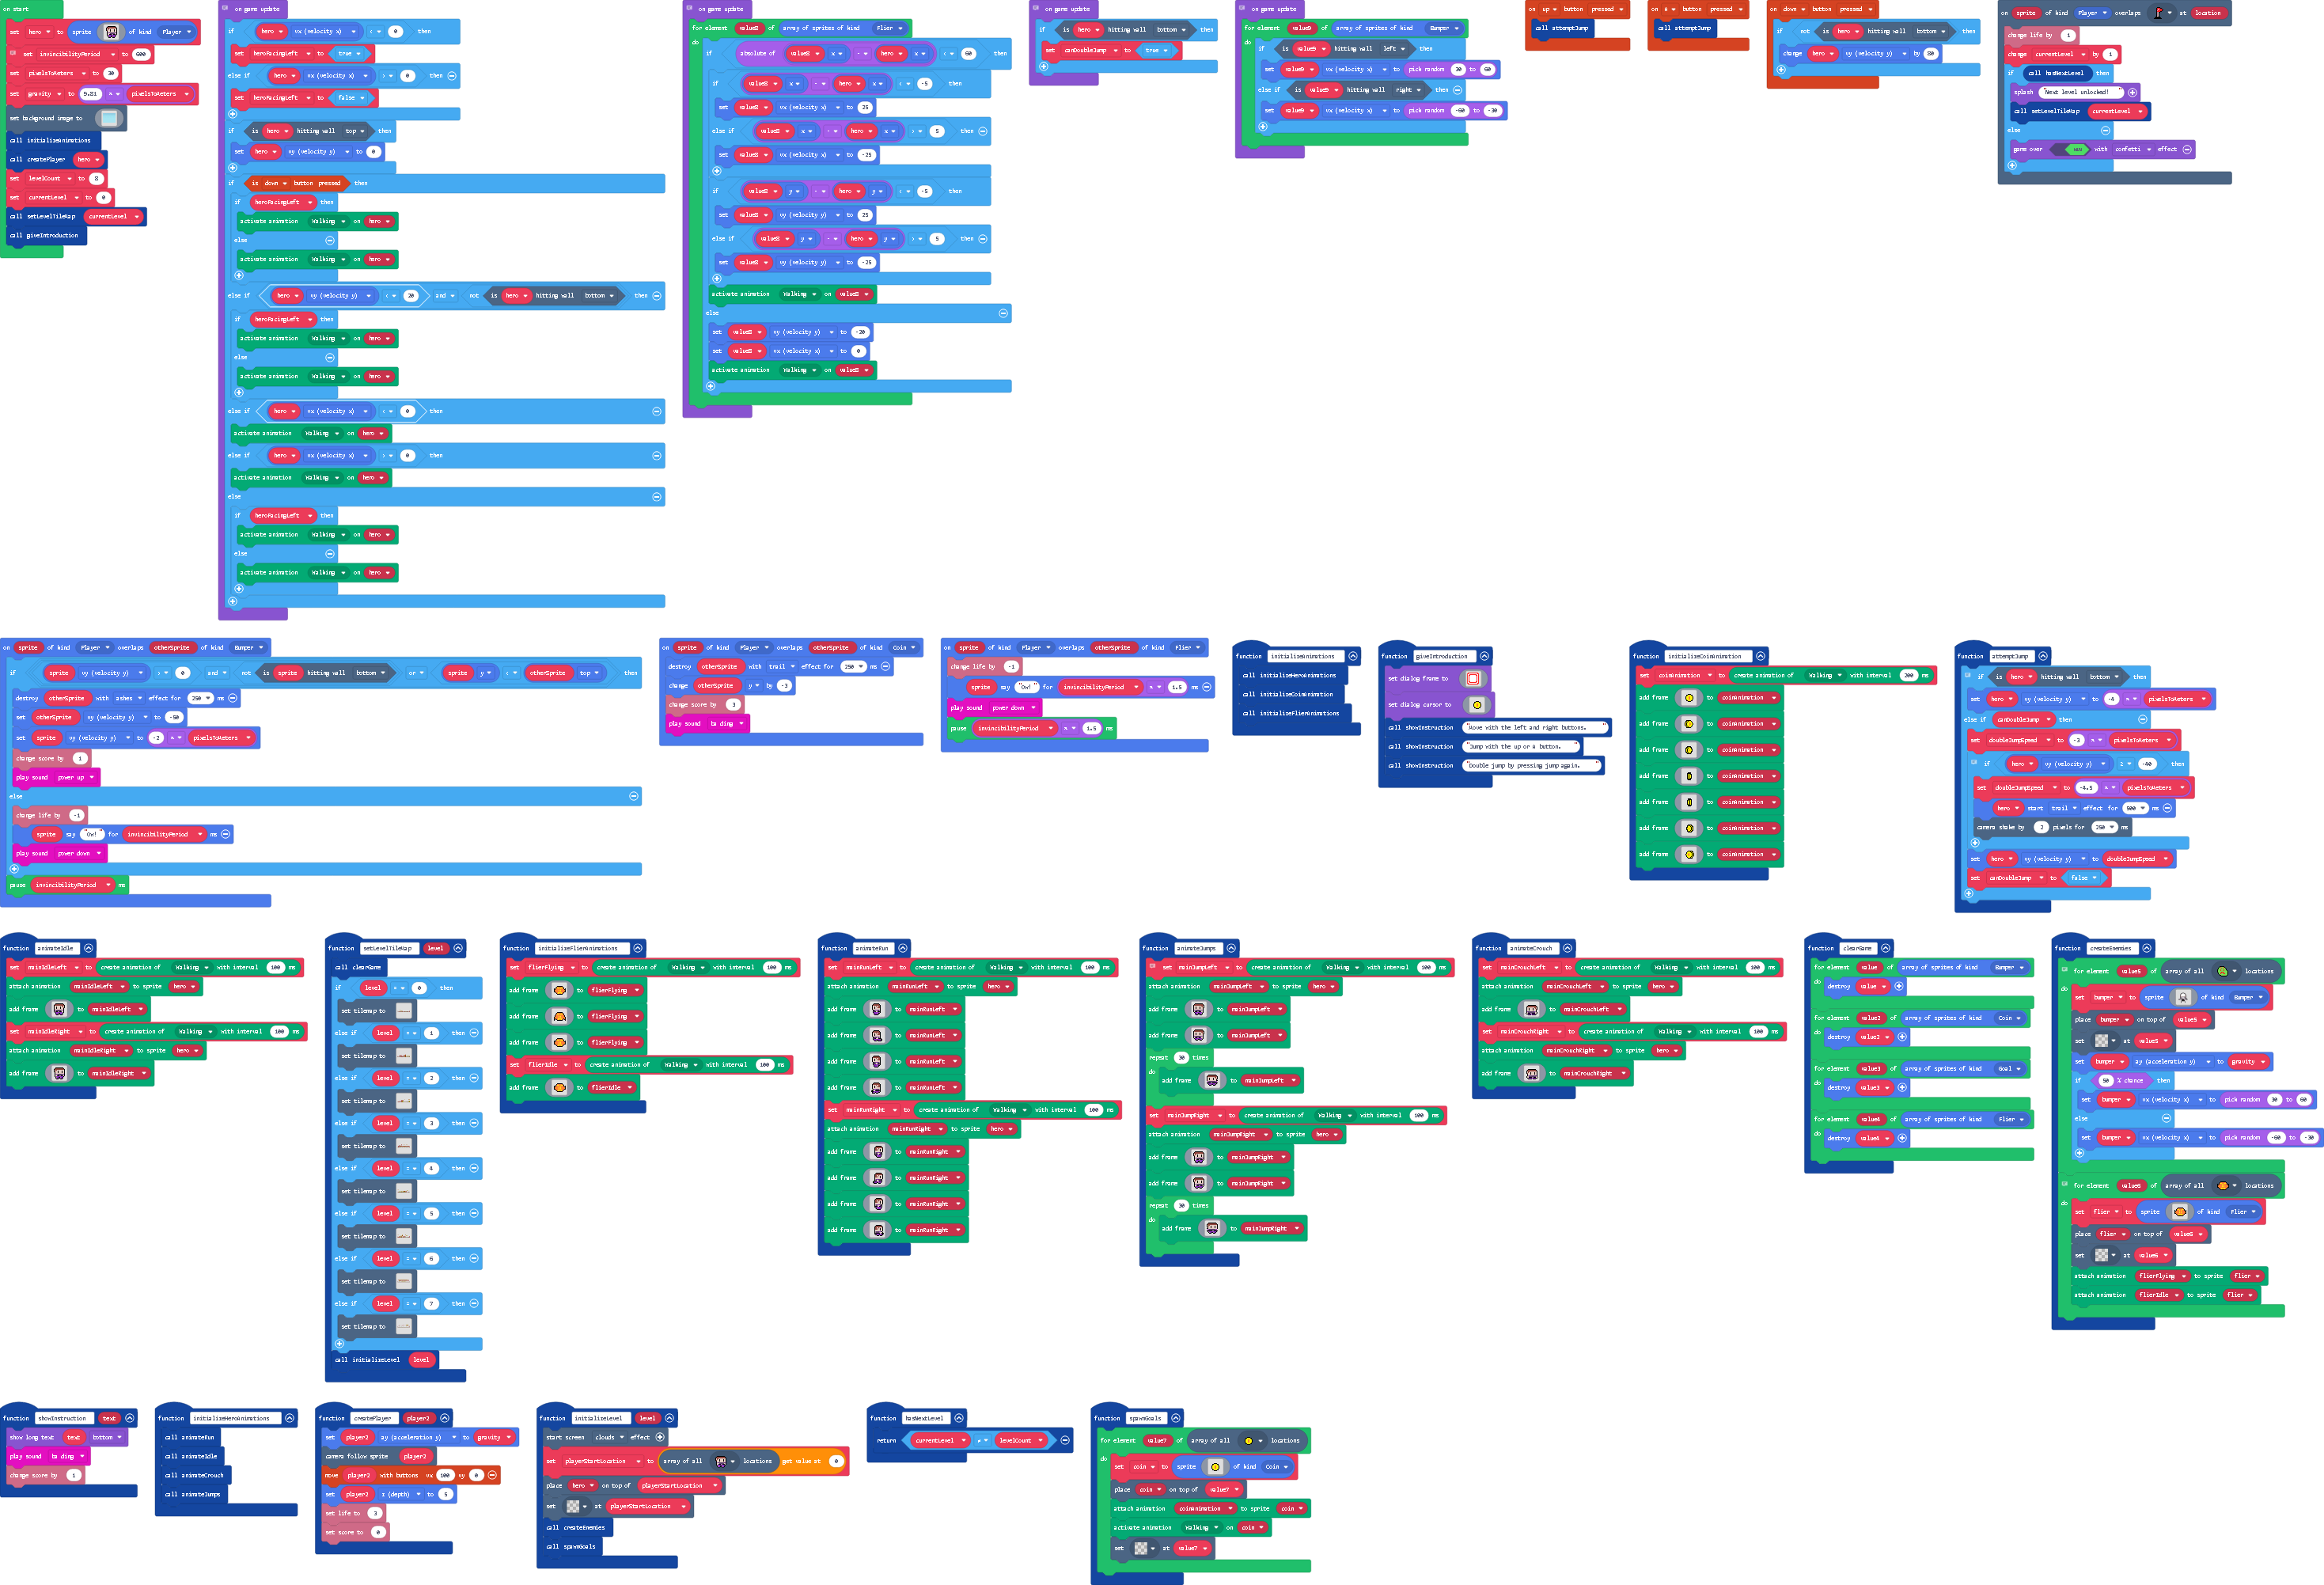 on start
set hero to sprite of kind Player
set invincibilityPeriod to 600
set pixelsToMeters to 30
set gravity to 9.81 × pixelsToMeters
set background image to
call initializeAnimations
call createPlayer hero
set levelCount to 8
set currentLevel to 0
call setLevelTileMap currentLevel
call giveIntroduction
on game update
if hero vx (velocity x) < 0 then
set heroFacingLeft to true
else if hero vx (velocity x) > 0 then
set heroFacingLeft to false
if is hero hitting wall top then
set hero vy (velocity y) to 0
if is down button pressed then
if heroFacingLeft then
activate animation Walking on hero
else
activate animation Walking on hero
else if hero vy (velocity y) < 20 and not is hero hitting wall bottom then
if heroFacingLeft then
activate animation Walking on hero
else
activate animation Walking on hero
else if hero vx (velocity x) < 0 then
activate animation Walking on hero
else if hero vx (velocity x) > 0 then
activate animation Walking on hero
else
if heroFacingLeft then
activate animation Walking on hero
else
activate animation Walking on hero
on game update
for element value8 of array of sprites of kind Flier
do
if absolute of value8 x - hero x < 60 then
if value8 x - hero x < -5 then
set value8 vx (velocity x) to 25
else if value8 x - hero x > 5 then
set value8 vx (velocity x) to -25
if value8 y - hero y < -5 then
set value8 vy (velocity y) to 25
else if value8 y - hero y > 5 then
set value8 vy (velocity y) to -25
activate animation Walking on value8
else
set value8 vy (velocity y) to -20
set value8 vx (velocity x) to 0
activate animation Walking on value8
on game update
if is hero hitting wall bottom then
set canDoubleJump to true
on game update
for element value9 of array of sprites of kind Bumper
do
if is value9 hitting wall left then
set value9 vx (velocity x) to pick random 30 to 60
else if is value9 hitting wall right then
set value9 vx (velocity x) to pick random -60 to -30
on up button pressed
call attemptJump
on A button pressed
call attemptJump
on down button pressed
if not is hero hitting wall bottom then
change hero vy (velocity y) by 80
on sprite of kind Player overlaps at location
change life by 1
change currentLevel by 1
if call hasNextLevel then
splash "Next level unlocked!"
call setLevelTileMap currentLevel
else
game over WIN with confetti effect
on sprite of kind Player overlaps otherSprite of kind Bumper
if sprite vy (velocity y) > 0 and not is sprite hitting wall bottom or sprite y < otherSprite top then
destroy otherSprite with ashes effect for 250 ms
set otherSprite vy (velocity y) to -50
set sprite vy (velocity y) to -2 × pixelsToMeters
change score by 1
play sound power up
else
change life by -1
sprite say "Ow!" for invincibilityPeriod ms
play sound power down
pause invincibilityPeriod ms
on sprite of kind Player overlaps otherSprite of kind Coin
destroy otherSprite with trail effect for 250 ms
change otherSprite y by -3
change score by 3
play sound ba ding
on sprite of kind Player overlaps otherSprite of kind Flier
change life by -1
sprite say "Ow!" for invincibilityPeriod × 1.5 ms
play sound power down
pause invincibilityPeriod × 1.5 ms
function initializeAnimations
call initializeHeroAnimations
call initializeCoinAnimation
call initializeFlierAnimations
function giveIntroduction
set dialog frame to
set dialog cursor to
call showInstruction "Move with the left and right buttons."
call showInstruction "Jump with the up or A button."
call showInstruction "Double jump by pressing jump again."
function initializeCoinAnimation
set coinAnimation to create animation of Walking with interval 200 ms
add frame to coinAnimation
add frame to coinAnimation
add frame to coinAnimation
add frame to coinAnimation
add frame to coinAnimation
add frame to coinAnimation
add frame to coinAnimation
function attemptJump
if is hero hitting wall bottom then
set hero vy (velocity y) to -4 × pixelsToMeters
else if canDoubleJump then
set doubleJumpSpeed to -3 × pixelsToMeters
if hero vy (velocity y) ≥ -40 then
set doubleJumpSpeed to -4.5 × pixelsToMeters
hero start trail effect for 500 ms
camera shake by 2 pixels for 250 ms
set hero vy (velocity y) to doubleJumpSpeed
set canDoubleJump to false
function animateIdle
set mainIdleLeft to create animation of Walking with interval 100 ms
attach animation mainIdleLeft to sprite hero
add frame to mainIdleLeft
set mainIdleRight to create animation of Walking with interval 100 ms
attach animation mainIdleRight to sprite hero
add frame to mainIdleRight
function setLevelTileMap level
call clearGame
if level = 0 then
set tilemap to
else if level = 1 then
set tilemap to
else if level = 2 then
set tilemap to
else if level = 3 then
set tilemap to
else if level = 4 then
set tilemap to
else if level = 5 then
set tilemap to
else if level = 6 then
set tilemap to
else if level = 7 then
set tilemap to
call initializeLevel level
function initializeFlierAnimations
set flierFlying to create animation of Walking with interval 100 ms
add frame to flierFlying
add frame to flierFlying
add frame to flierFlying
set flierIdle to create animation of Walking with interval 100 ms
add frame to flierIdle
function animateRun
set mainRunLeft to create animation of Walking with interval 100 ms
attach animation mainRunLeft to sprite hero
add frame to mainRunLeft
add frame to mainRunLeft
add frame to mainRunLeft
add frame to mainRunLeft
set mainRunRight to create animation of Walking with interval 100 ms
attach animation mainRunRight to sprite hero
add frame to mainRunRight
add frame to mainRunRight
add frame to mainRunRight
add frame to mainRunRight
function animateJumps
set mainJumpLeft to create animation of Walking with interval 100 ms
attach animation mainJumpLeft to sprite hero
add frame to mainJumpLeft
add frame to mainJumpLeft
repeat 30 times
do
add frame to mainJumpLeft
set mainJumpRight to create animation of Walking with interval 100 ms
attach animation mainJumpRight to sprite hero
add frame to mainJumpRight
add frame to mainJumpRight
repeat 30 times
do
add frame to mainJumpRight
function animateCrouch
set mainCrouchLeft to create animation of Walking with interval 100 ms
attach animation mainCrouchLeft to sprite hero
add frame to mainCrouchLeft
set mainCrouchRight to create animation of Walking with interval 100 ms
attach animation mainCrouchRight to sprite hero
add frame to mainCrouchRight
function clearGame
for element value of array of sprites of kind Bumper
do
destroy value
for element value2 of array of sprites of kind Coin
do
destroy value2
for element value3 of array of sprites of kind Goal
do
destroy value3
for element value4 of array of sprites of kind Flier
do
destroy value4
function createEnemies
for element value5 of array of all locations
do
set bumper to sprite of kind Bumper
place bumper on top of value5
set at value5
set bumper ay (acceleration y) to gravity
if 50 % chance then
set bumper vx (velocity x) to pick random 30 to 60
else
set bumper vx (velocity x) to pick random -60 to -30
for element value6 of array of all locations
do
set flier to sprite of kind Flier
place flier on top of value6
set at value6
attach animation flierFlying to sprite flier
attach animation flierIdle to sprite flier
function showInstruction text
show long text text bottom
play sound ba ding
change score by 1
function initializeHeroAnimations
call animateRun
call animateIdle
call animateCrouch
call animateJumps
function createPlayer player2
set player2 ay (acceleration y) to gravity
camera follow sprite player2
move player2 with buttons vx 100 vy 0
set player2 z (depth) to 5
set life to 3
set score to 0
function initializeLevel level
start screen clouds effect
set playerStartLocation to array of all locations get value at 0
place hero on top of playerStartLocation
set at playerStartLocation
call createEnemies
call spawnGoals
function hasNextLevel
return currentLevel ≠ levelCount
function spawnGoals
for element value7 of array of all locations
do
set coin to sprite of kind Coin
place coin on top of value7
attach animation coinAnimation to sprite coin
activate animation Walking on coin
set at value7